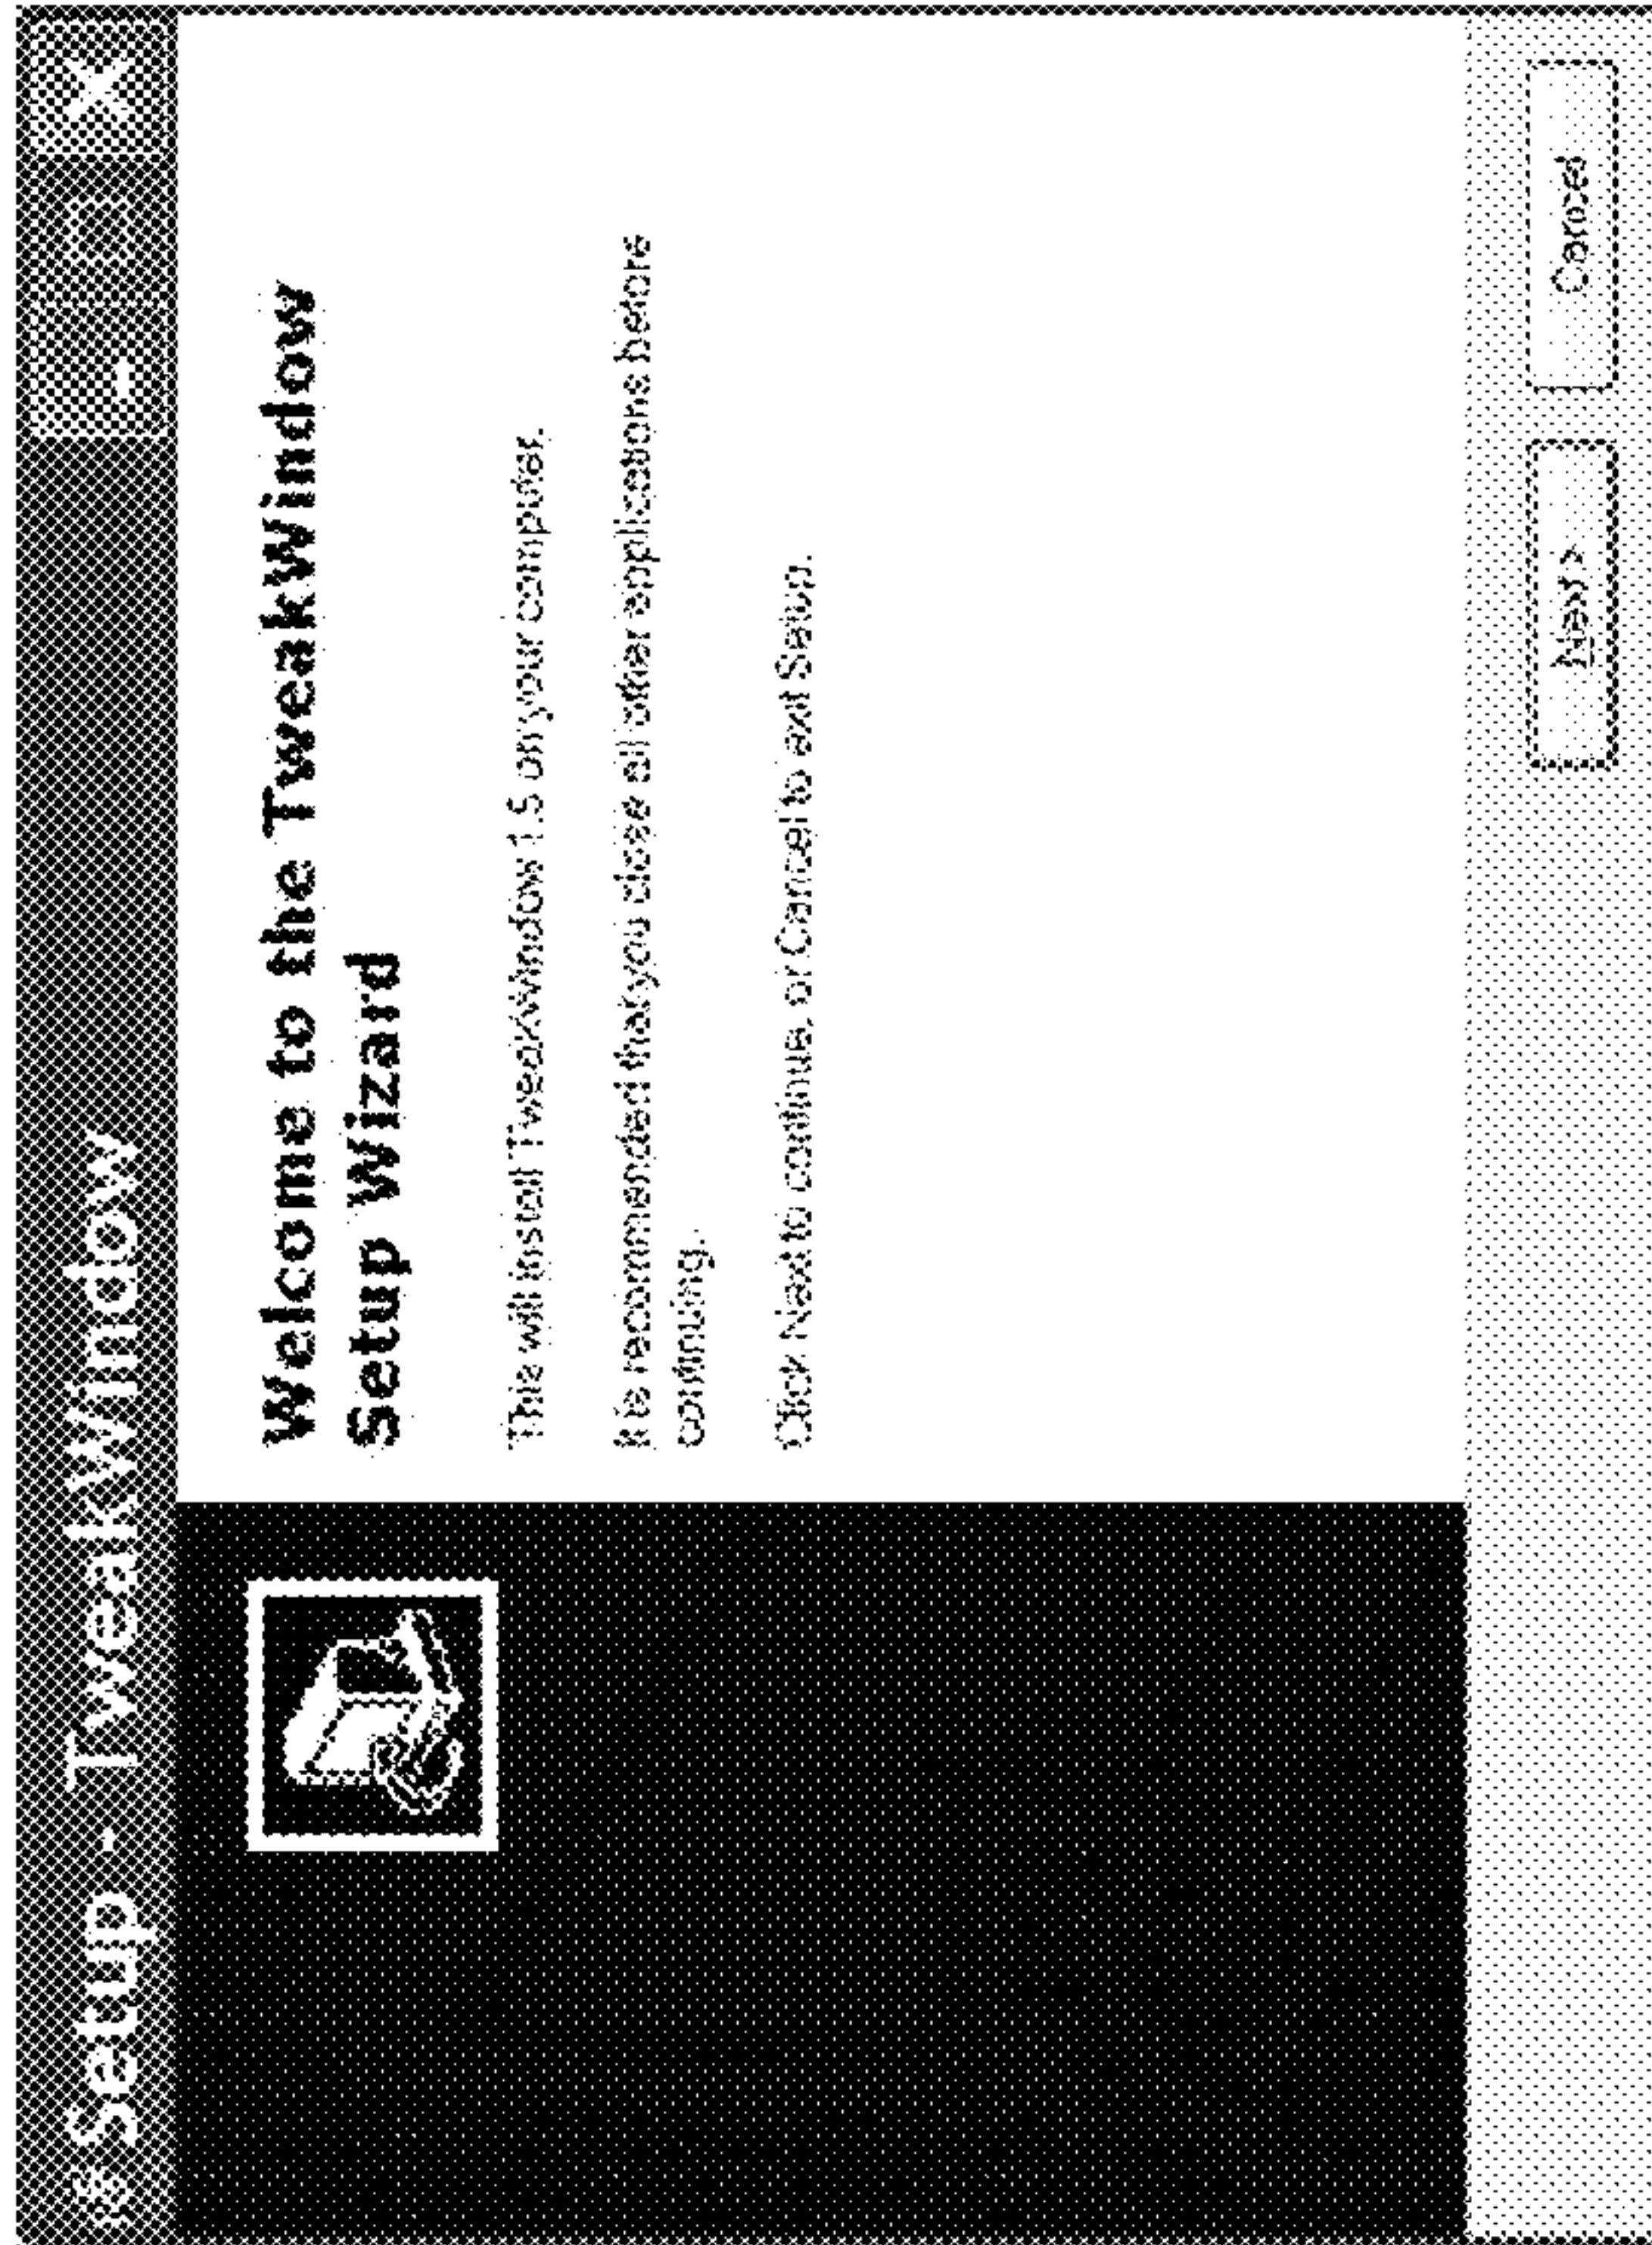 Setup - TweakWindow
Welcome to the TweakWindow
Setup Wizard
This will install TweakWindow 1.5 on your computer.
It is recommended that you close all other applications before
continuing.
Click Next to continue, or Cancel to exit Setup.
Next >
Cancel